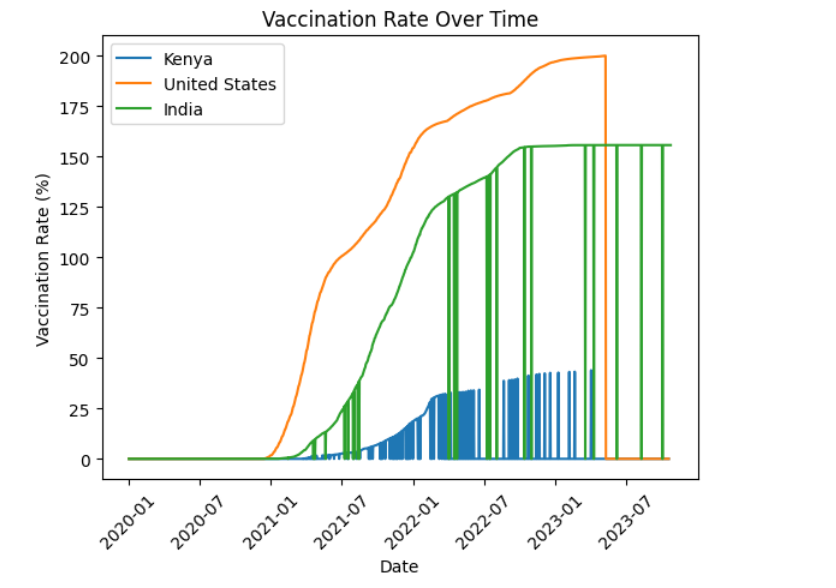 Vaccination Rate Over Time
Kenya
United States
India
Vaccination Rate (%)
200
175
150
125
100
75
50
25
0
2020-01
2020-07
2021-01
2021-07
2022-01
2022-07
2023-01
2023-07
Date